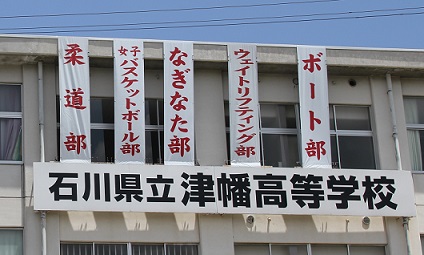 柔道部
女子バスケットボール部
なぎなた部
ウェイトリフティング部
ボート部
石川県立津幡高等学校